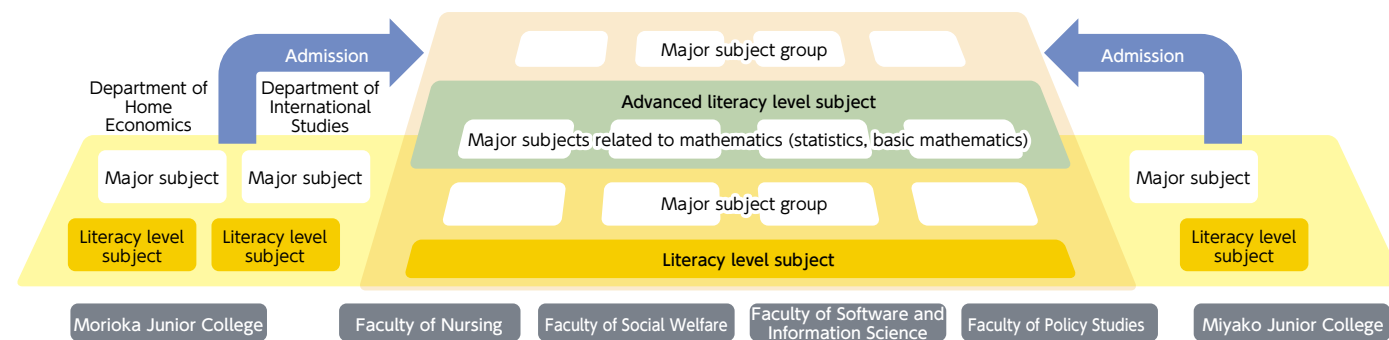 Major subject group
Admission
Admission
Department of
Home
Economics
Department of
International
Studies
Advanced literacy level subject
Major subjects related to mathematics (statistics, basic mathematics)
Major subject
Major subject
Major subject
Major subject group
Literacy level
subject
Literacy level
subject
Literacy level subject
Literacy level
subject
Morioka Junior College
Faculty of Nursing
Faculty of Social Welfare
Faculty of Software and
Information Science
Faculty of Policy Studies
Miyako Junior College